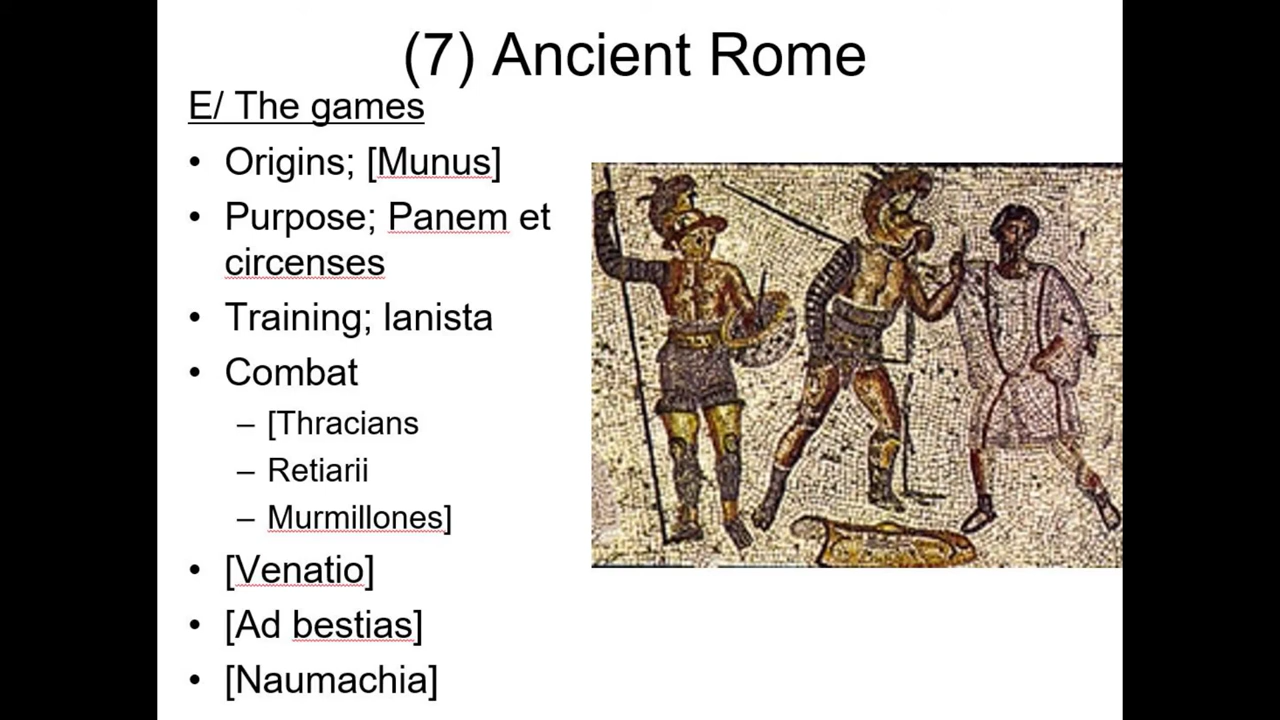 (7) Ancient Rome
E/ The games
• Origins; [Munus]
• Purpose; Panem et
circenses
• Training; lanista
• Combat
– [Thracians
– Retiarii
– Murmillones]
• [Venatio]
• [Ad bestias]
• [Naumachia]